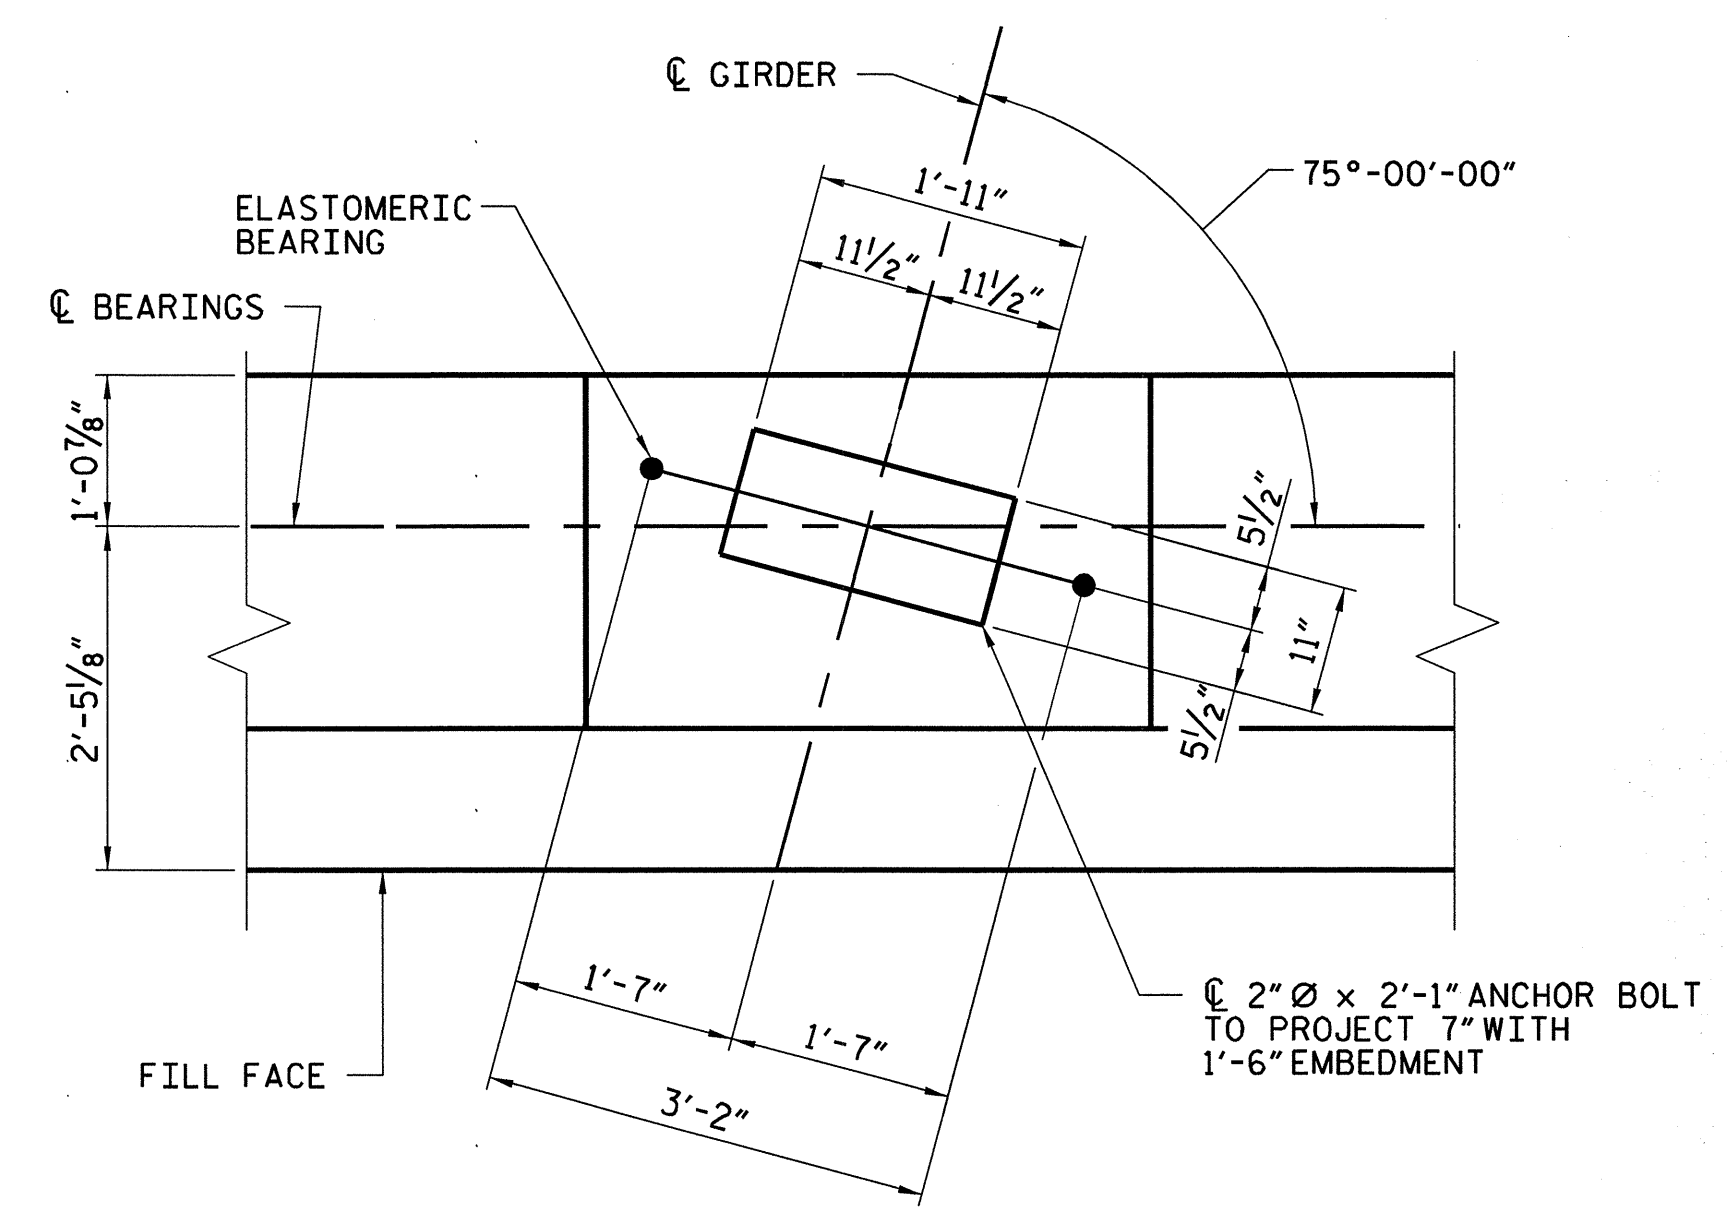 ℄ GIRDER
75°-00'-00"
1'-11"
ELASTOMERIC
BEARING
11½"
11½"
℄ BEARINGS
1'-0⅞"
5½"
11"
2'-5⅛"
5½"
1'-7"
℄ 2"Ø x 2'-1" ANCHOR BOLT
TO PROJECT 7" WITH
1'-6" EMBEDMENT
1'-7"
FILL FACE
3'-2"